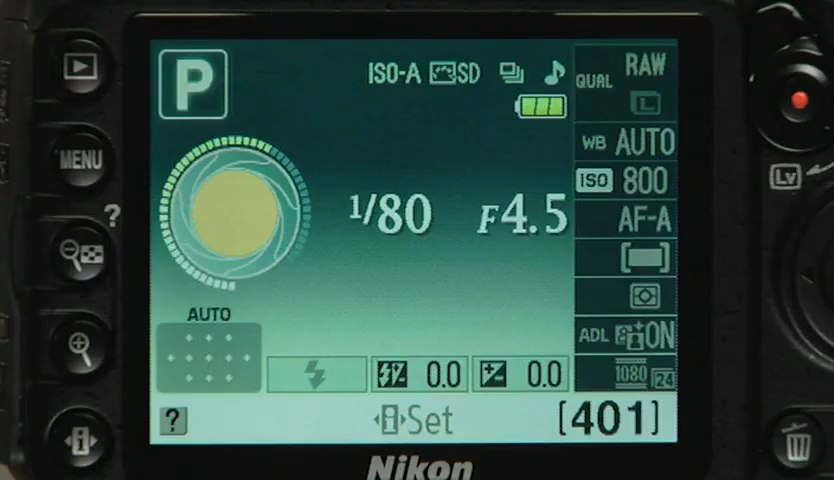 P
ISO-A SD
QUAL RAW
L
MENU
WB AUTO
ISO 800
Lv
?
1/80 F4.5
AF-A
AUTO
ADL ON
0.0 0.0
1080 24
? i Set [401]
i
Nikon